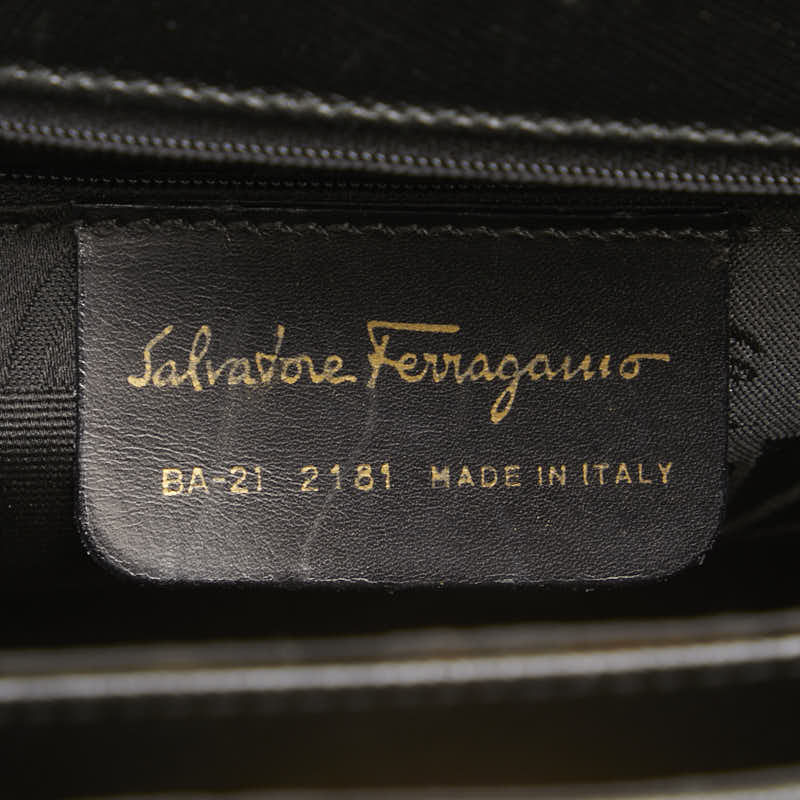 Salvatore Ferragamo
BA-21 2181 MADE IN ITALY